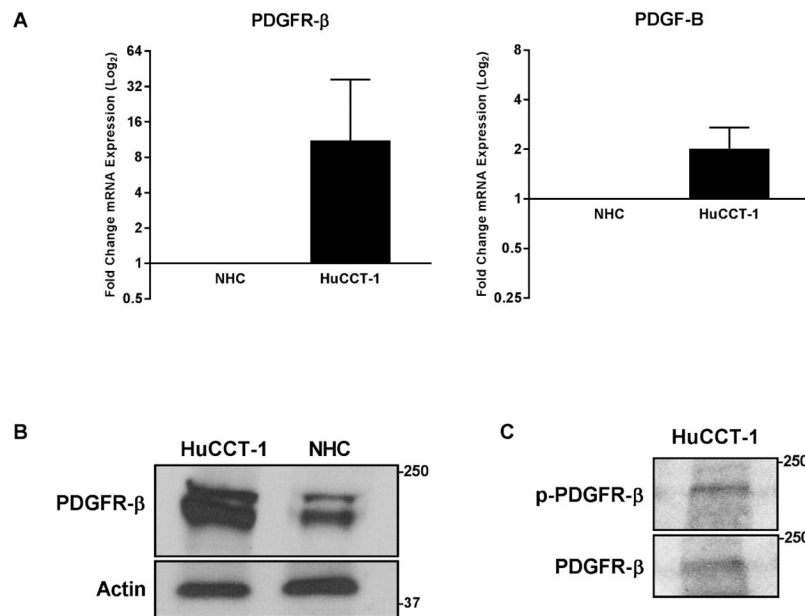 A
PDGFR-β
Fold Change mRNA Expression (Log2)
64
32
16
8
4
2
1
0.5
NHC
HuCCT-1
PDGF-B
Fold Change mRNA Expression (Log2)
8
4
2
1
0.5
0.25
NHC
HuCCT-1
B
HuCCT-1 NHC
PDGFR-β
-250
Actin
-37
C
HuCCT-1
p-PDGFR-β
-250
PDGFR-β
-250